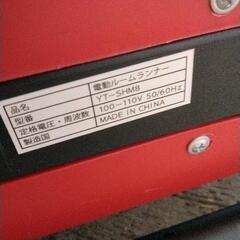 品名 電動ルームランナー
型番 YT-SHM8
定格電圧・周波数 100-110V 50/60Hz
製造国 MADE IN CHINA